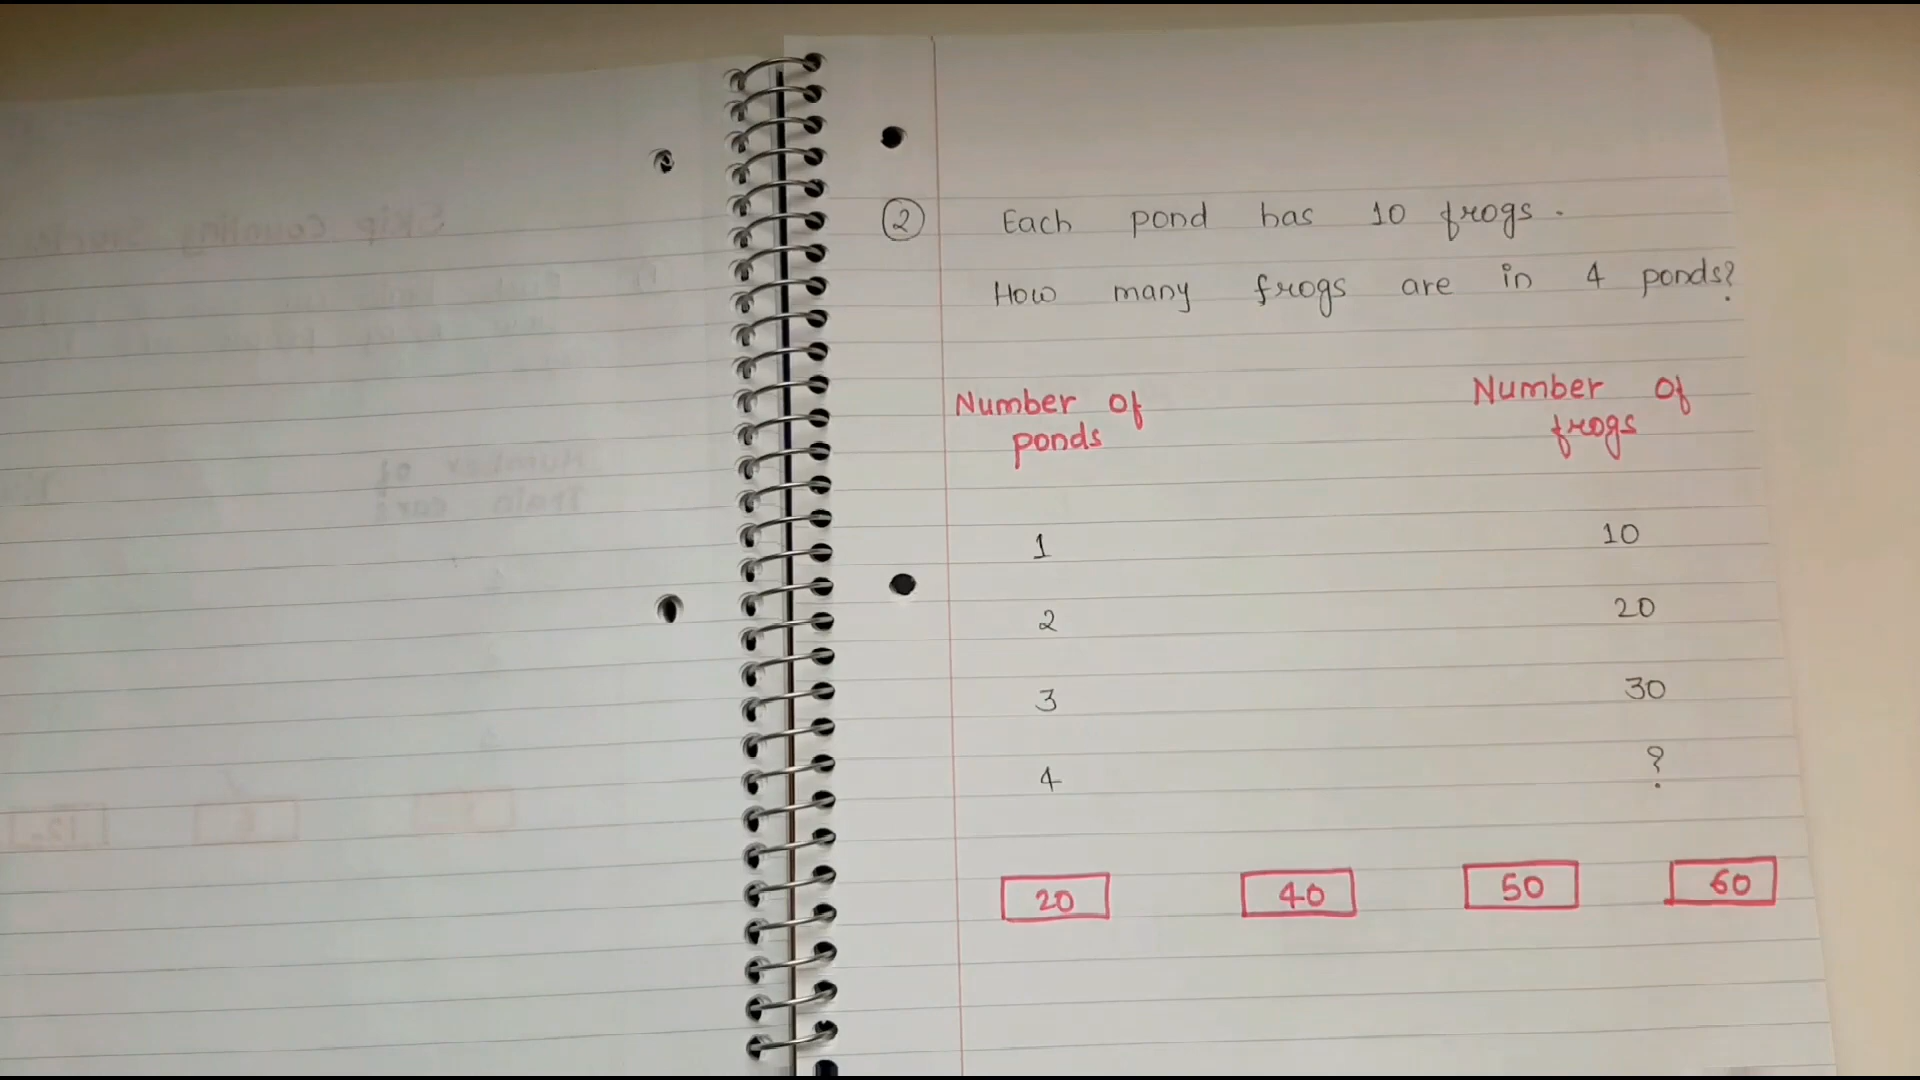 ② Each pond has 10 frogs.
How many frogs are in 4 ponds?
Number of ponds Number of frogs
1 10
2 20
3 30
4 ?
20 40 50 60